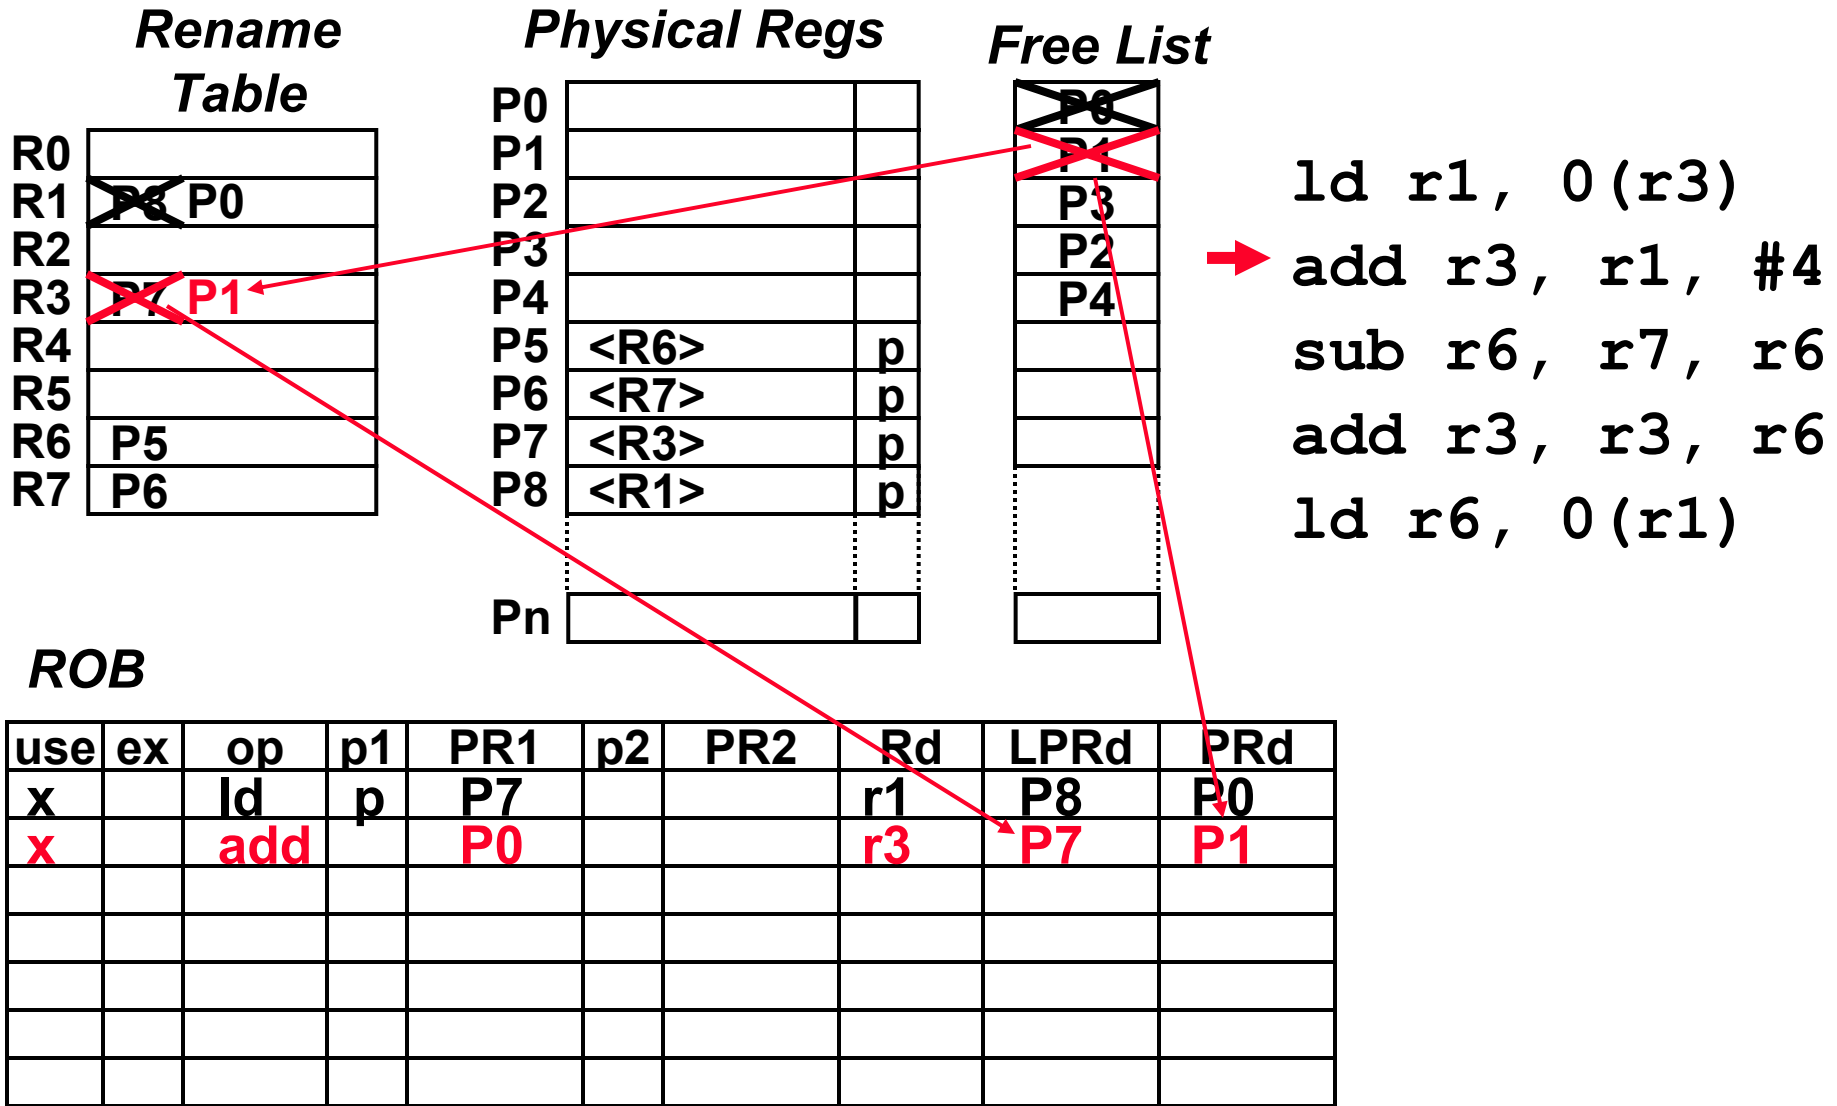 Rename Table
Physical Regs
Free List
R0
R1 P8 P0
R2
R3 P7 P1
R4
R5
R6 P5
R7 P6
P0
P1
P2
P3
P4
P5 <R6> p
P6 <R7> p
P7 <R3> p
P8 <R1> p
Pn
P0
P1
P3
P2
P4
ld r1, 0(r3)
add r3, r1, #4
sub r6, r7, r6
add r3, r3, r6
ld r6, 0(r1)
ROB
use ex op p1 PR1 p2 PR2 Rd LPRd PRd
x ld p P7 r1 P8 P0
x add P0 r3 P7 P1